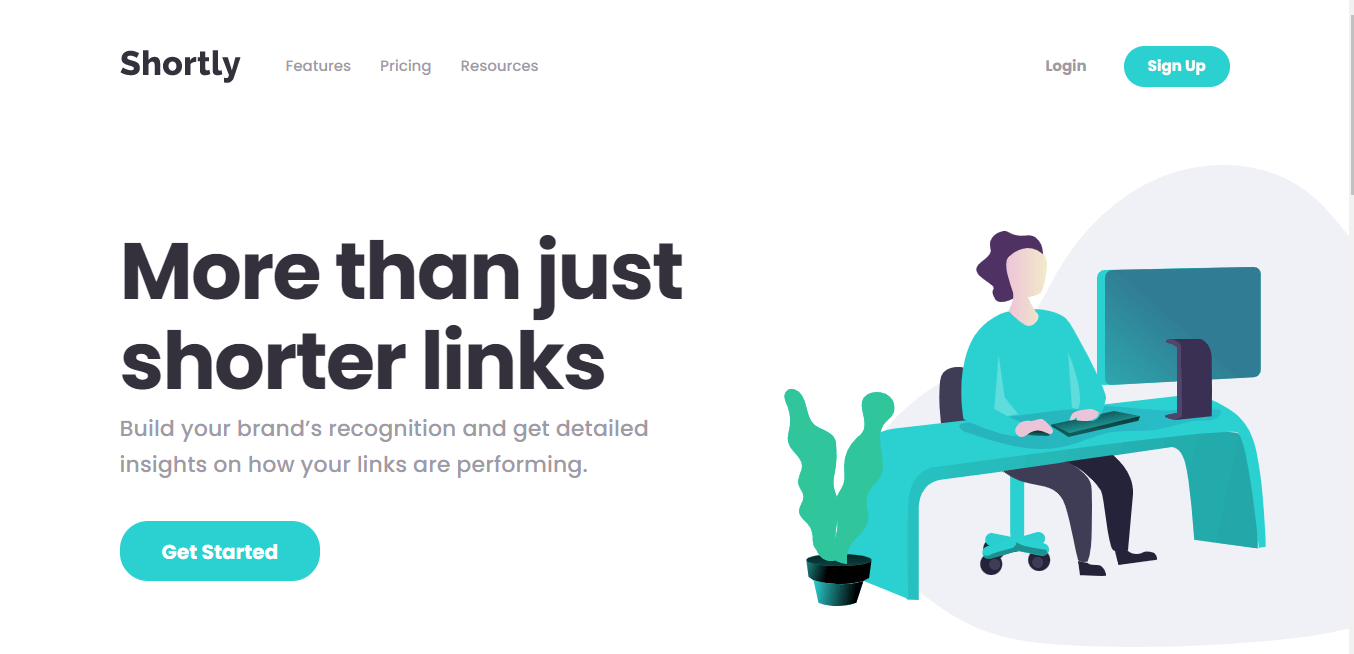 Shortly
Features
Pricing
Resources
Login
Sign Up
More than just
shorter links
Build your brand’s recognition and get detailed
insights on how your links are performing.
Get Started